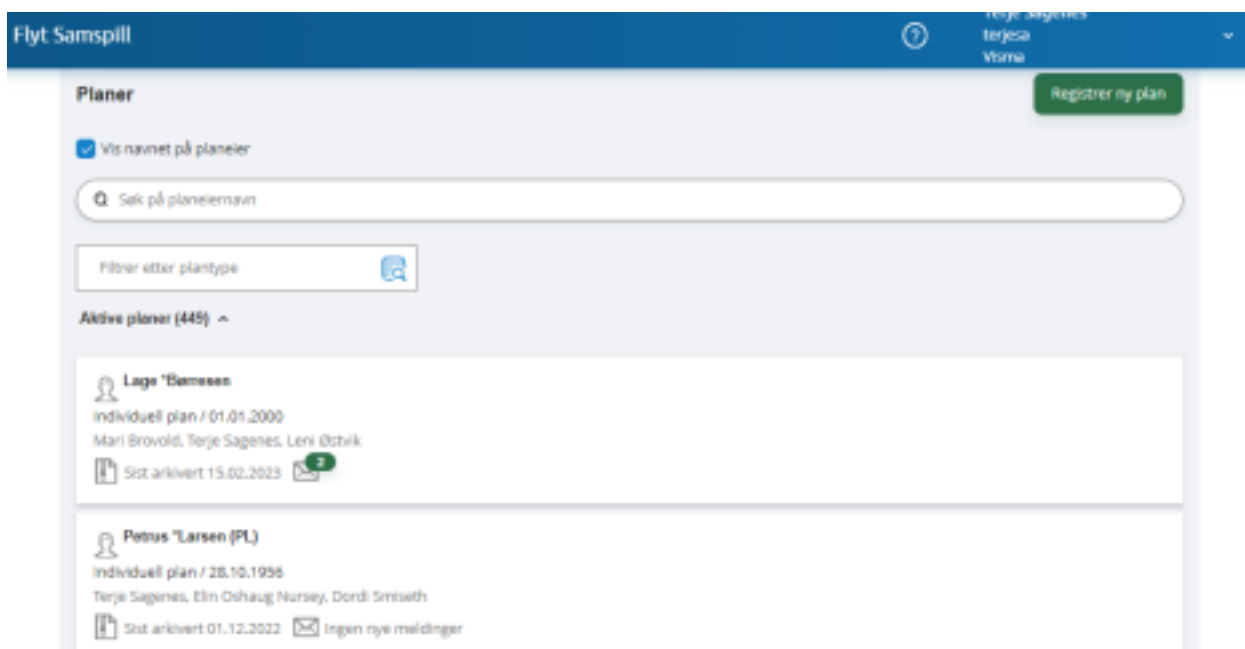 Flyt Samspill
Terje Sagenes
terjesa
Visma
Planer
Registrer ny plan
Vis navnet på planeier
Søk på planeiernavn
Filtrer etter plantype
Aktive planer (449)
Lage *Børresen
Individuell plan / 01.01.2000
Mari Brovold, Terje Sagenes, Leni Østvik
Sist arkivert 15.02.2023 2
Petrus *Larsen (PL)
Individuell plan / 28.10.1956
Terje Sagenes, Elin Oshaug Nursey, Dordi Smiseth
Sist arkivert 01.12.2022 Ingen nye meldinger